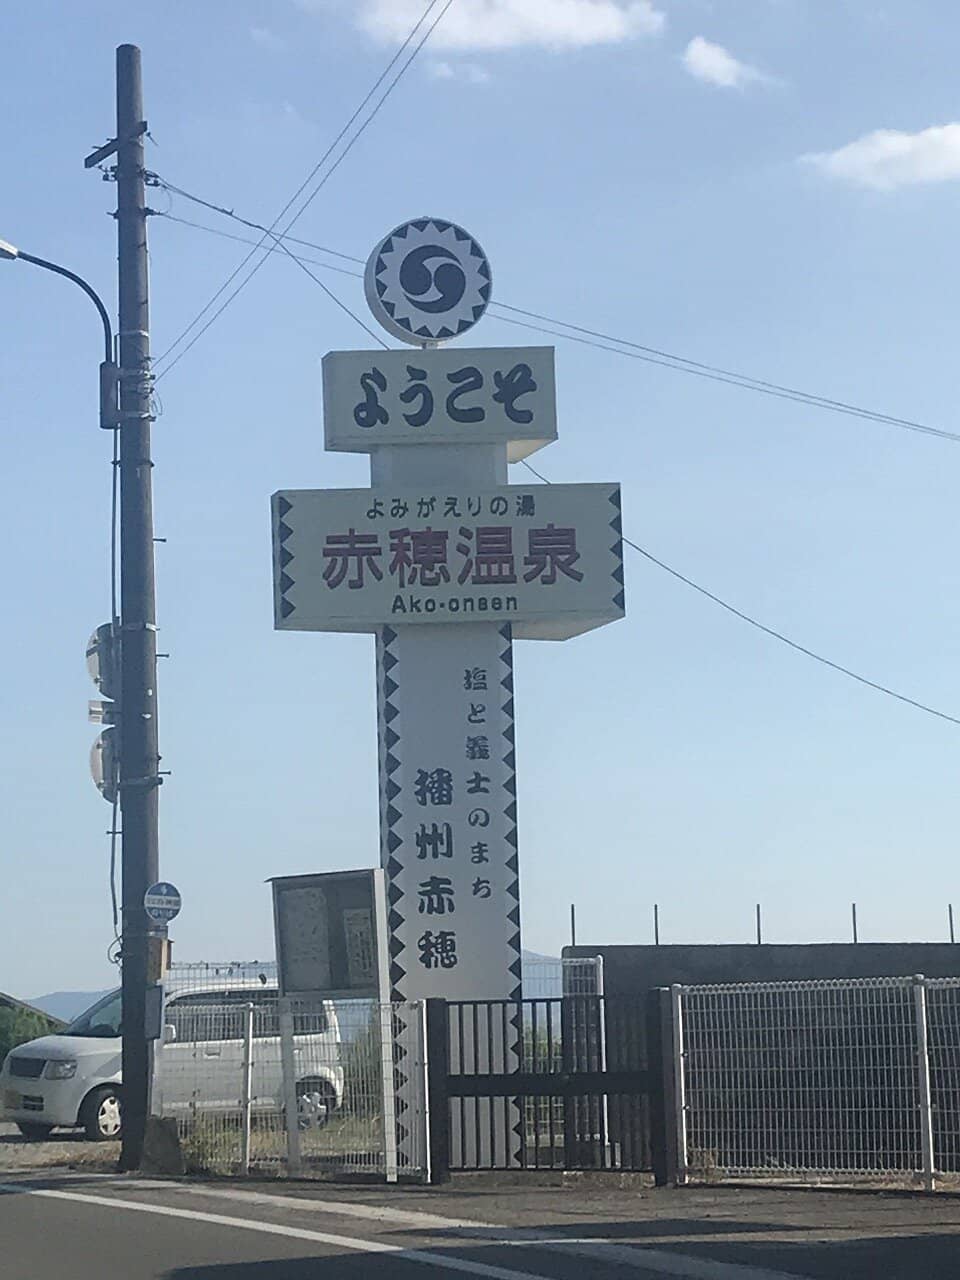 ようこそ
よみがえりの湯
赤穂温泉
Ako-onsen
塩と義士のまち
播州赤穂